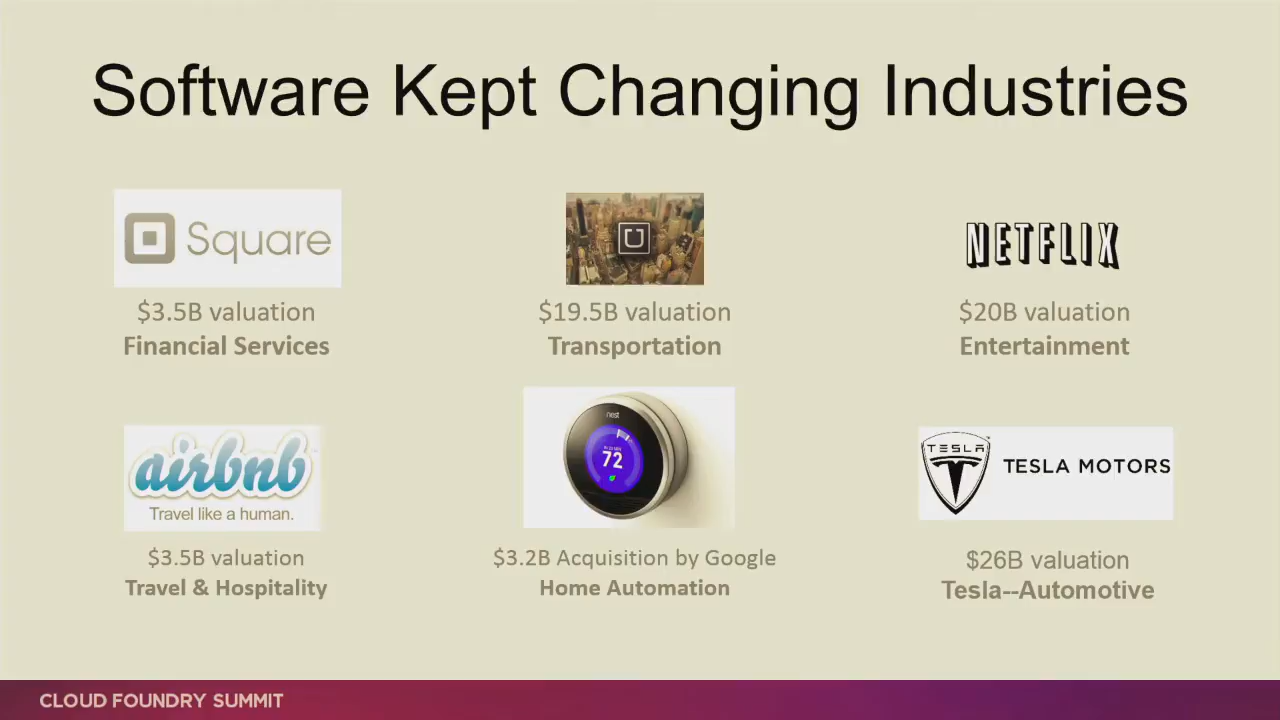 Software Kept Changing Industries
Square
$3.5B valuation
Financial Services
U
$19.5B valuation
Transportation
NETFLIX
$20B valuation
Entertainment
airbnb
Travel like a human.
$3.5B valuation
Travel & Hospitality
nest
72
$3.2B Acquisition by Google
Home Automation
TESLA
TESLA MOTORS
$26B valuation
Tesla--Automotive
CLOUD FOUNDRY SUMMIT